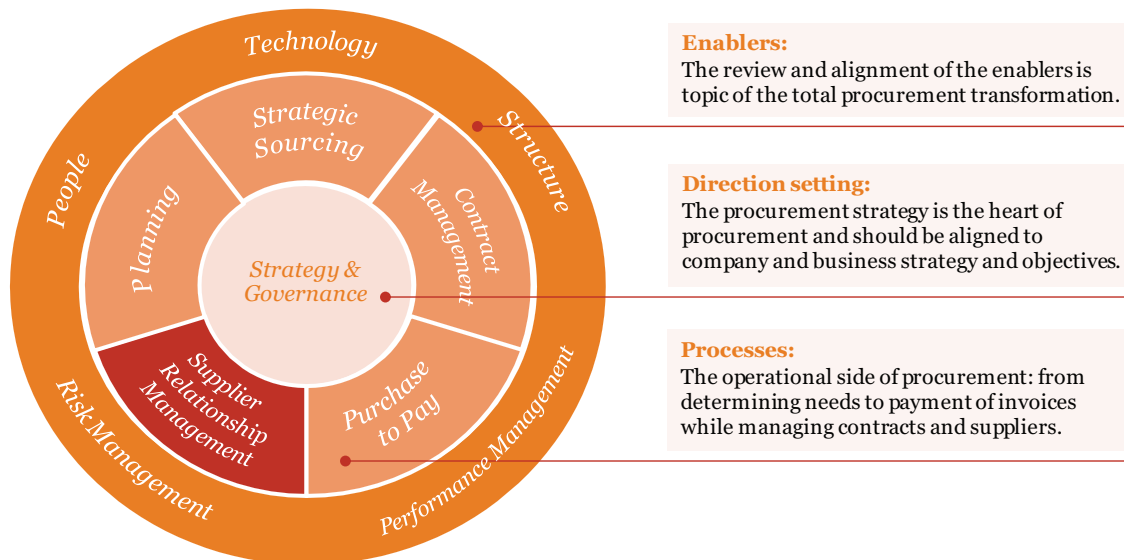 Technology
Structure
People
Risk Management
Performance Management
Strategic
Sourcing
Contract
Management
Planning
Supplier
Relationship
Management
Purchase
to Pay
Strategy &
Governance
Enablers:
The review and alignment of the enablers is
topic of the total procurement transformation.
Direction setting:
The procurement strategy is the heart of
procurement and should be aligned to
company and business strategy and objectives.
Processes:
The operational side of procurement: from
determining needs to payment of invoices
while managing contracts and suppliers.